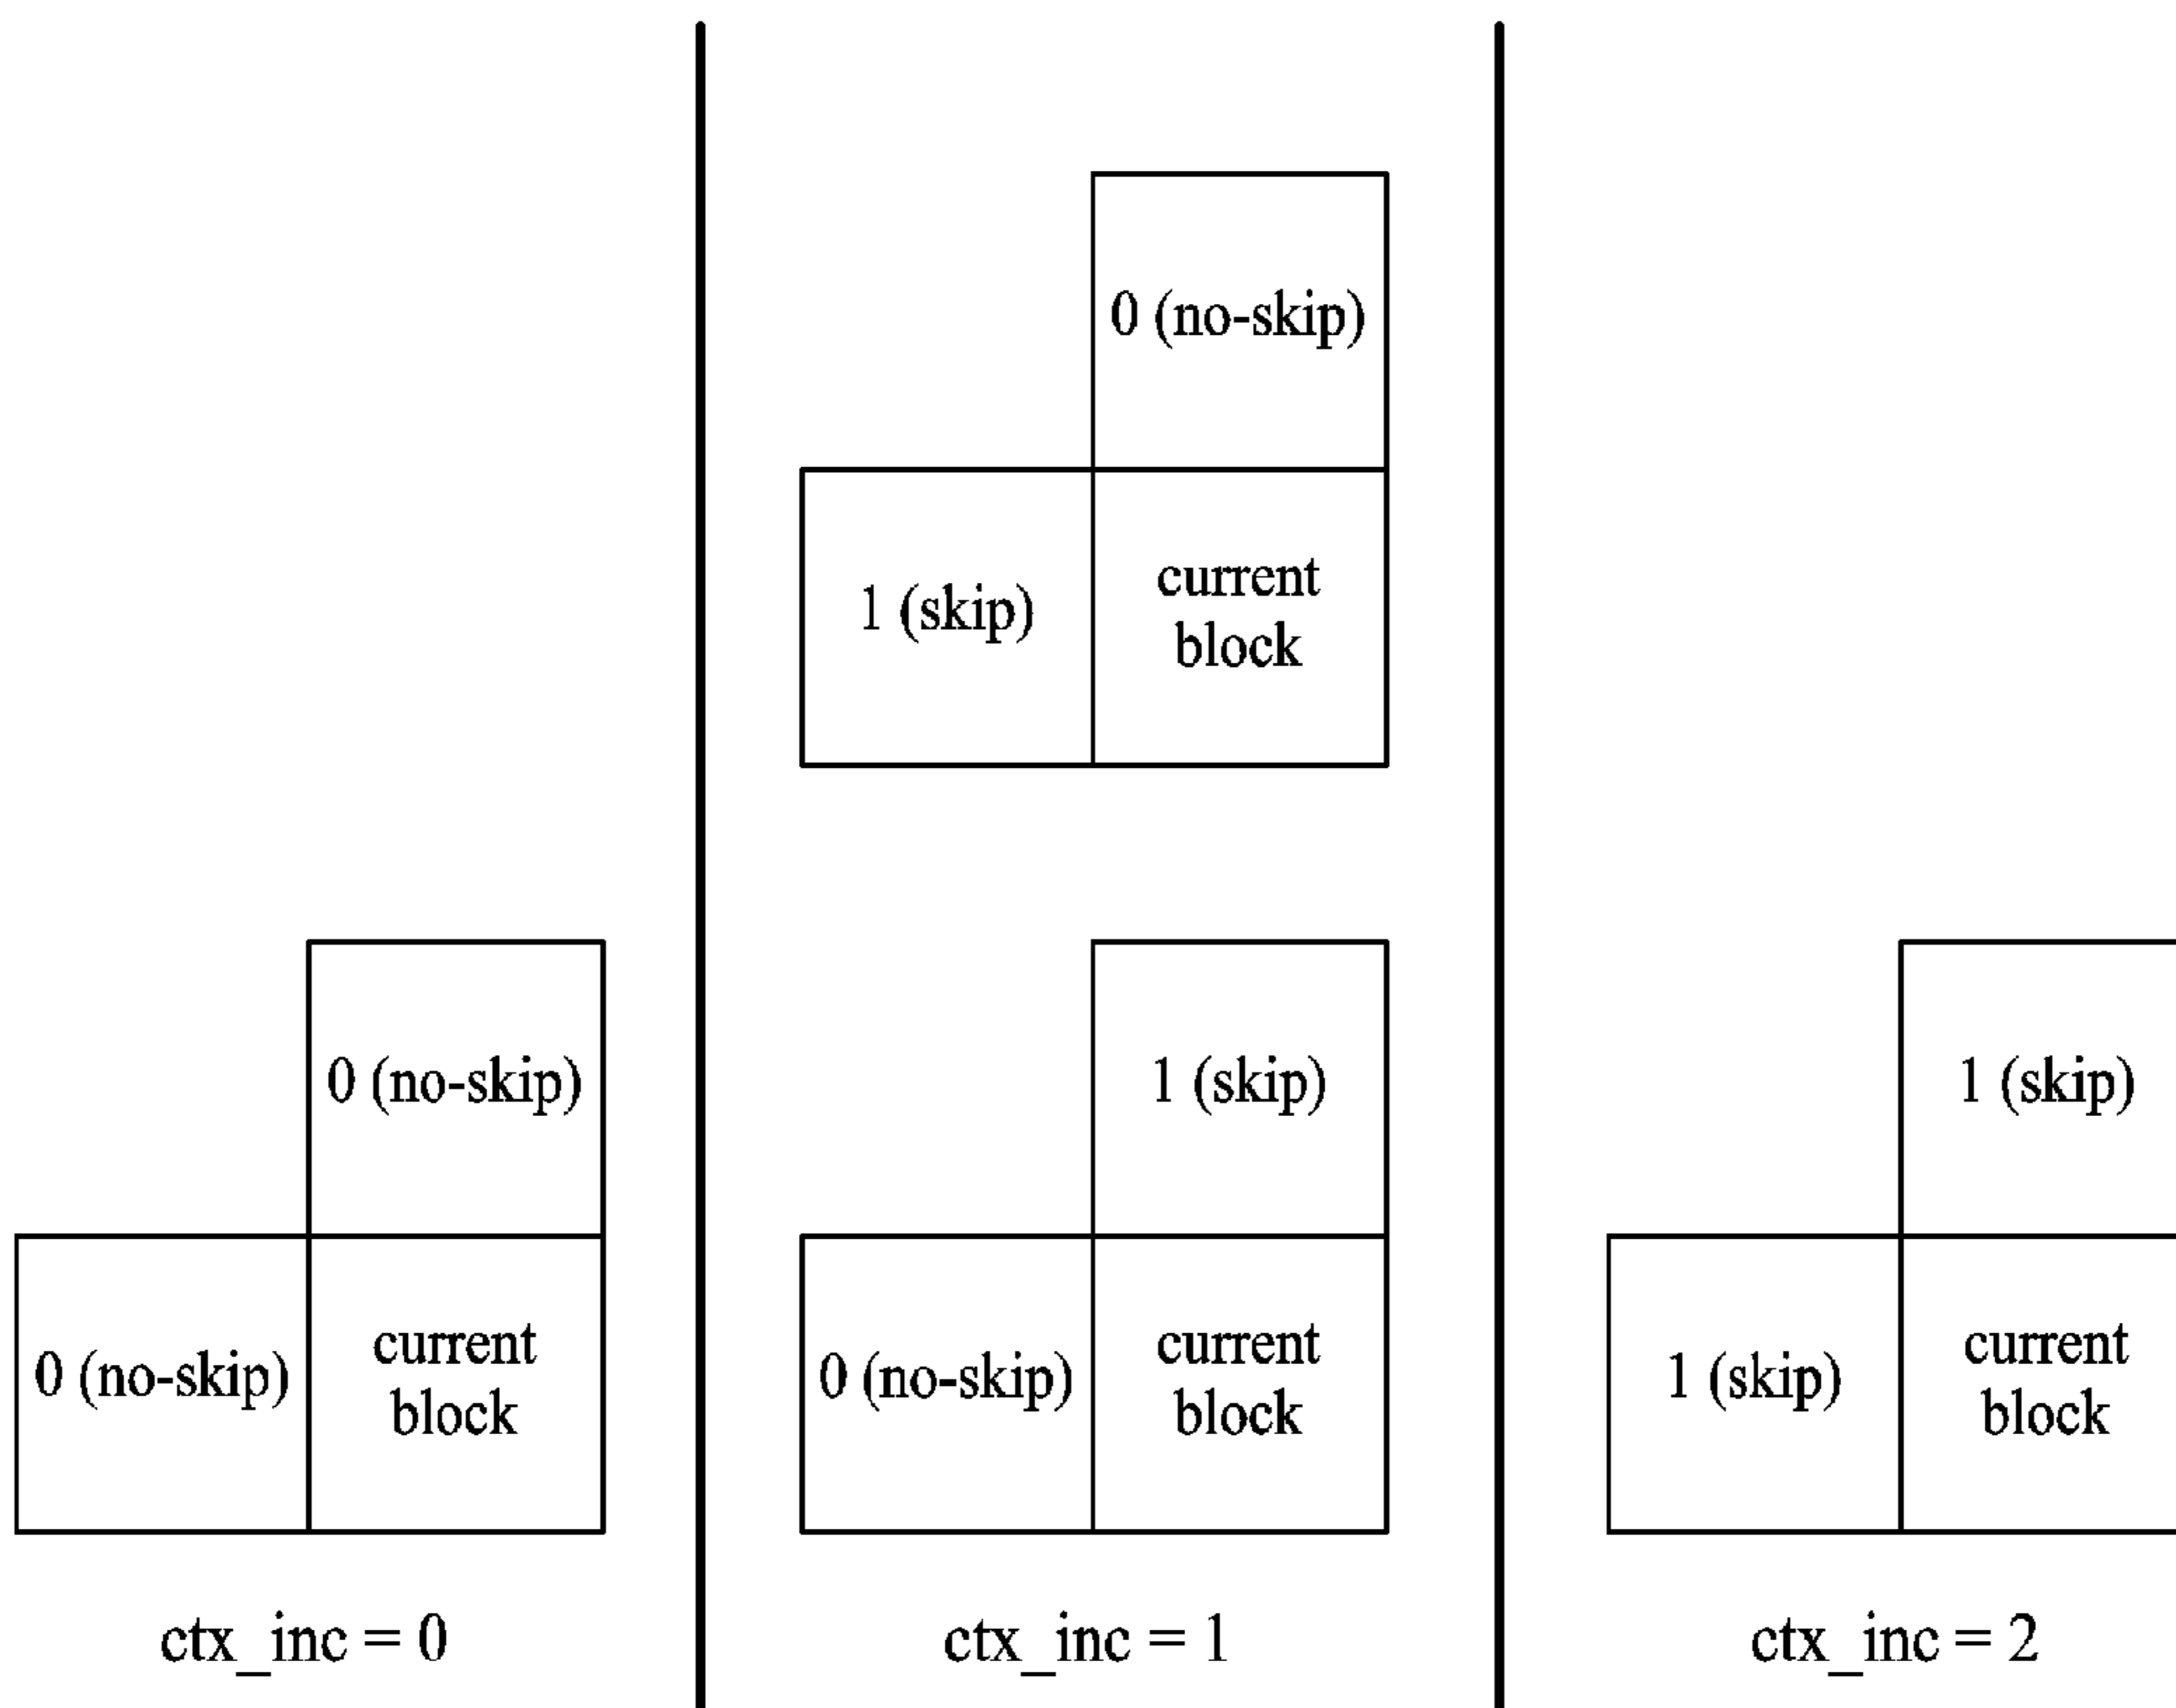 0 (no-skip)
0 (no-skip)
current
block
ctx_inc = 0
0 (no-skip)
1 (skip)
current
block
1 (skip)
0 (no-skip)
current
block
ctx_inc = 1
1 (skip)
1 (skip)
current
block
ctx_inc = 2